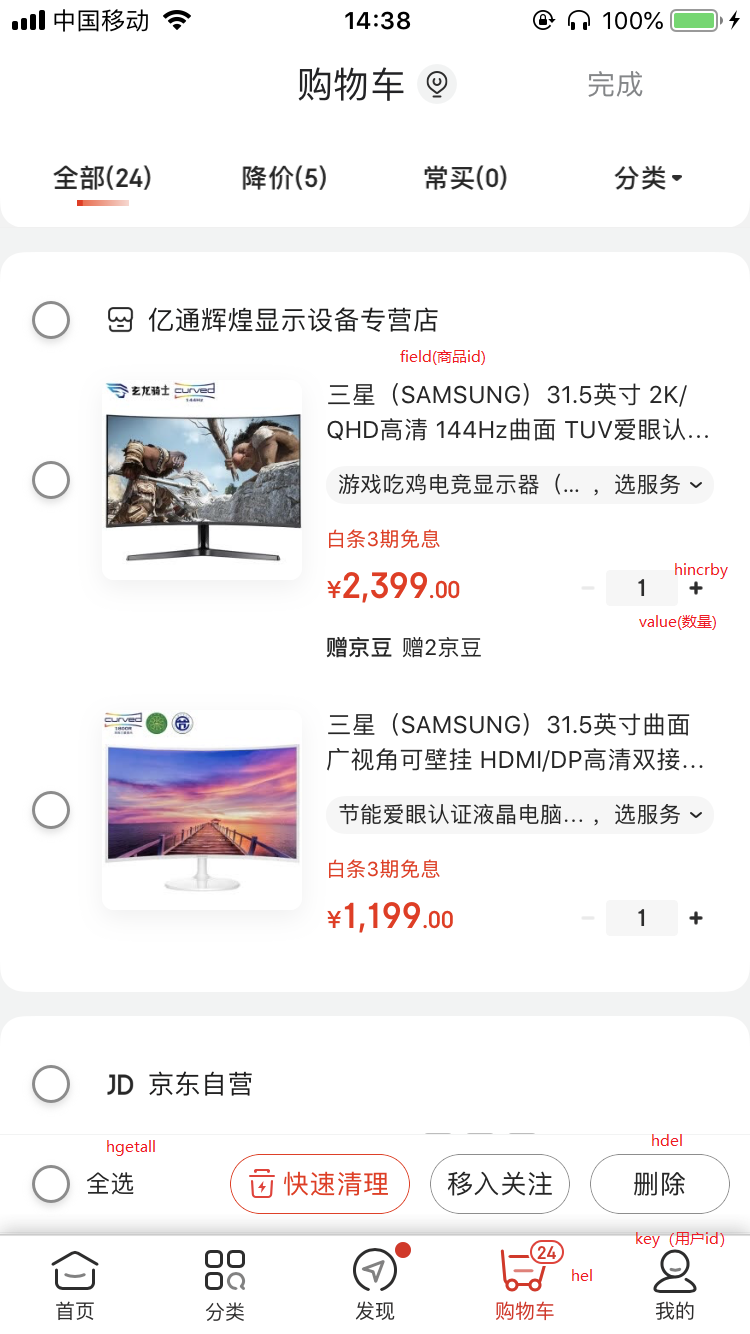 中国移动 14:38 100%
购物车 完成
全部(24) 降价(5) 常买(0) 分类
亿通辉煌显示设备专营店
field(商品id)
玄龙骑士 curved
144Hz
三星（SAMSUNG）31.5英寸 2K/
QHD高清 144Hz曲面 TUV爱眼认...
游戏吃鸡电竞显示器（... ，选服务
白条3期免息
hincrby
¥2,399.00 1
value(数量)
赠京豆 赠2京豆
curved
1800R
三星（SAMSUNG）31.5英寸曲面
广视角可壁挂 HDMI/DP高清双接...
节能爱眼认证液晶电脑... ，选服务
白条3期免息
¥1,199.00 1
JD 京东自营
hgetall hdel
全选 快速清理 移入关注 删除
key（用户id）
24
hel
首页 分类 发现 购物车 我的